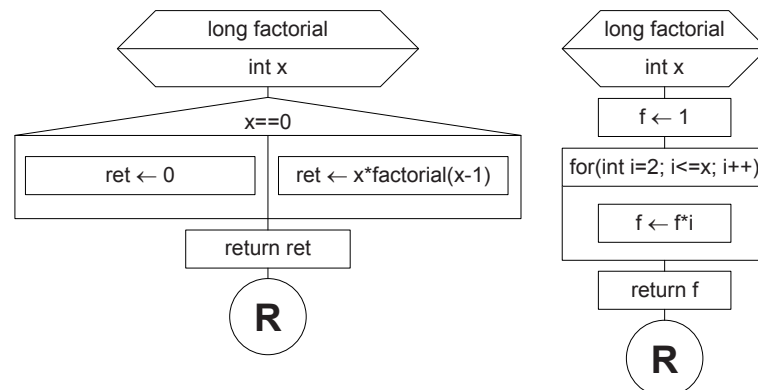 long factorial
int x
x==0
ret ← 0
ret ← x*factorial(x-1)
return ret
R
long factorial
int x
f ← 1
for(int i=2; i<=x; i++)
f ← f*i
return f
R